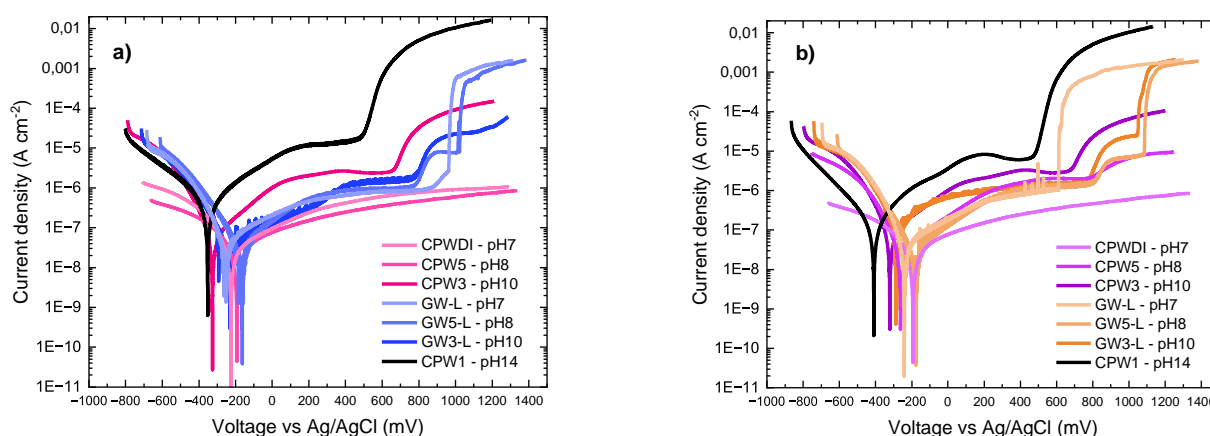 a)
0,01
0,001
1E-4
1E-5
1E-6
1E-7
1E-8
1E-9
1E-10
1E-11
Current density (A cm-2)
CPWDI - pH7
CPW5 - pH8
CPW3 - pH10
GW-L - pH7
GW5-L - pH8
GW3-L - pH10
CPW1 - pH14
−1000 −800 −600 −400 −200 0 200 400 600 800 1000 1200 1400
Voltage vs Ag/AgCl (mV)
b)
0,01
0,001
1E-4
1E-5
1E-6
1E-7
1E-8
1E-9
1E-10
1E-11
Current density (A cm-2)
CPWDI - pH7
CPW5 - pH8
CPW3 - pH10
GW-L - pH7
GW5-L - pH8
GW3-L - pH10
CPW1 - pH14
−1000 −800 −600 −400 −200 0 200 400 600 800 1000 1200 1400
Voltage vs Ag/AgCl (mV)